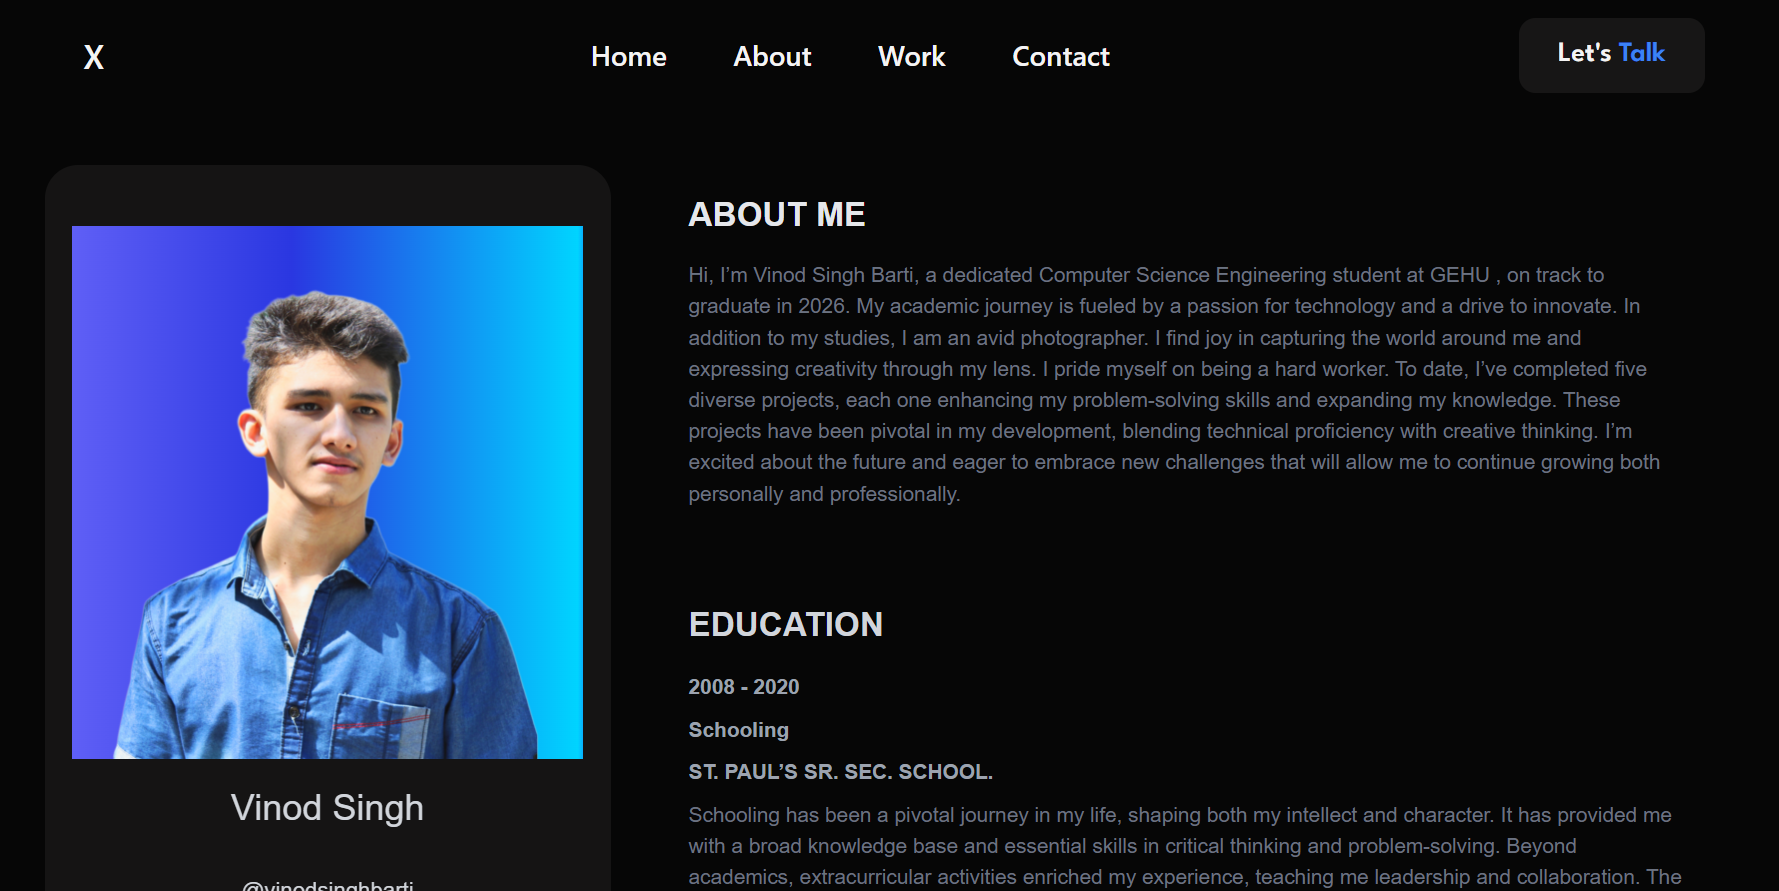 X
Home
About
Work
Contact
Let's Talk
ABOUT ME
Hi, I’m Vinod Singh Barti, a dedicated Computer Science Engineering student at GEHU , on track to
graduate in 2026. My academic journey is fueled by a passion for technology and a drive to innovate. In
addition to my studies, I am an avid photographer. I find joy in capturing the world around me and
expressing creativity through my lens. I pride myself on being a hard worker. To date, I’ve completed five
diverse projects, each one enhancing my problem-solving skills and expanding my knowledge. These
projects have been pivotal in my development, blending technical proficiency with creative thinking. I’m
excited about the future and eager to embrace new challenges that will allow me to continue growing both
personally and professionally.
EDUCATION
2008 - 2020
Schooling
ST. PAUL’S SR. SEC. SCHOOL.
Schooling has been a pivotal journey in my life, shaping both my intellect and character. It has provided me
with a broad knowledge base and essential skills in critical thinking and problem-solving. Beyond
academics, extracurricular activities enriched my experience, teaching me leadership and collaboration. The
Vinod Singh
@vinodsinghbarti